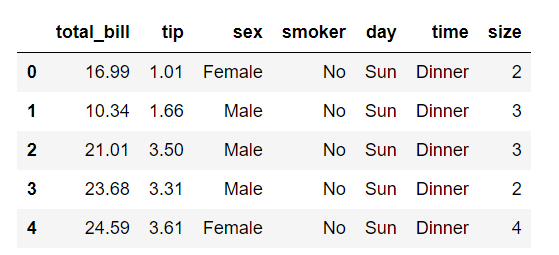 total_bill tip sex smoker day time size
0 16.99 1.01 Female No Sun Dinner 2
1 10.34 1.66 Male No Sun Dinner 3
2 21.01 3.50 Male No Sun Dinner 3
3 23.68 3.31 Male No Sun Dinner 2
4 24.59 3.61 Female No Sun Dinner 4